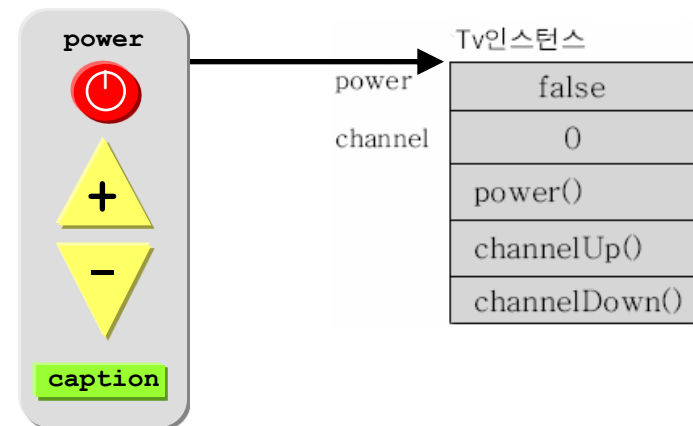 power
+
-
caption
Tv인스턴스
power false
channel 0
power()
channelUp()
channelDown()